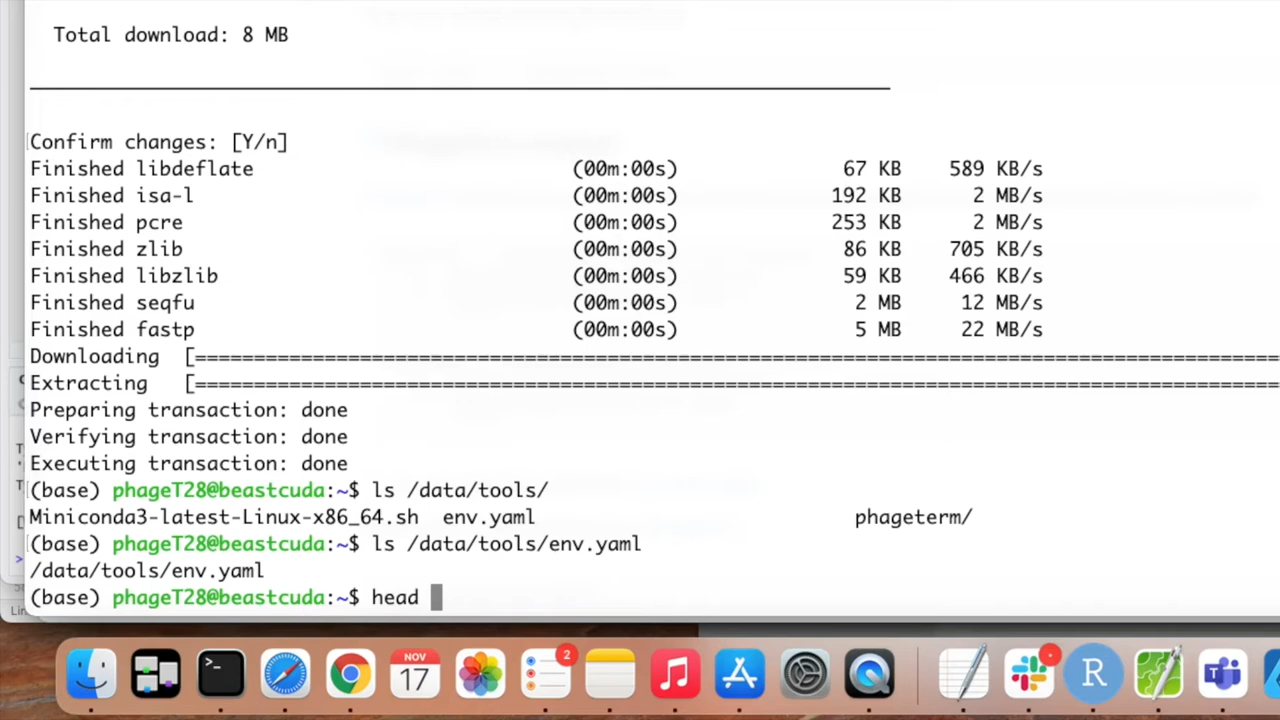 Total download: 8 MB
Confirm changes: [Y/n]
Finished libdeflate (00m:00s) 67 KB 589 KB/s
Finished isa-l (00m:00s) 192 KB 2 MB/s
Finished pcre (00m:00s) 253 KB 2 MB/s
Finished zlib (00m:00s) 86 KB 705 KB/s
Finished libzlib (00m:00s) 59 KB 466 KB/s
Finished seqfu (00m:00s) 2 MB 12 MB/s
Finished fastp (00m:00s) 5 MB 22 MB/s
Downloading [============================================================================================
Extracting [============================================================================================
Preparing transaction: done
Verifying transaction: done
Executing transaction: done
(base) phageT28@beastcuda:~$ ls /data/tools/
Miniconda3-latest-Linux-x86_64.sh env.yaml phageterm/
(base) phageT28@beastcuda:~$ ls /data/tools/env.yaml
/data/tools/env.yaml
(base) phageT28@beastcuda:~$ head
NOV
17
2
R